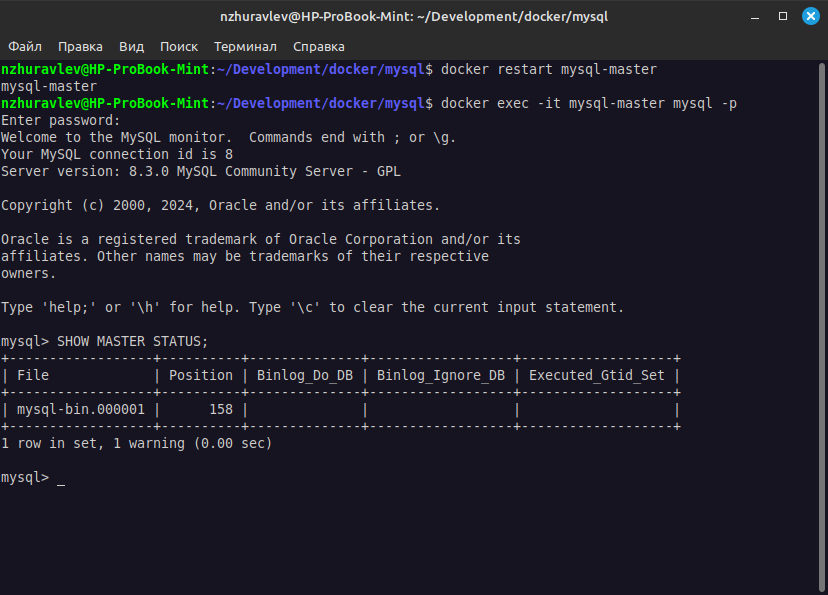 nzhuravlev@HP-ProBook-Mint: ~/Development/docker/mysql
Файл Правка Вид Поиск Терминал Справка
nzhuravlev@HP-ProBook-Mint:~/Development/docker/mysql$ docker restart mysql-master
mysql-master
nzhuravlev@HP-ProBook-Mint:~/Development/docker/mysql$ docker exec -it mysql-master mysql -p
Enter password:
Welcome to the MySQL monitor.  Commands end with ; or \g.
Your MySQL connection id is 8
Server version: 8.3.0 MySQL Community Server - GPL

Copyright (c) 2000, 2024, Oracle and/or its affiliates.

Oracle is a registered trademark of Oracle Corporation and/or its
affiliates. Other names may be trademarks of their respective
owners.

Type 'help;' or '\h' for help. Type '\c' to clear the current input statement.

mysql> SHOW MASTER STATUS;
+------------------+----------+--------------+------------------+-------------------+
| File             | Position | Binlog_Do_DB | Binlog_Ignore_DB | Executed_Gtid_Set |
+------------------+----------+--------------+------------------+-------------------+
| mysql-bin.000001 |      158 |              |                  |                   |
+------------------+----------+--------------+------------------+-------------------+
1 row in set, 1 warning (0.00 sec)

mysql> _